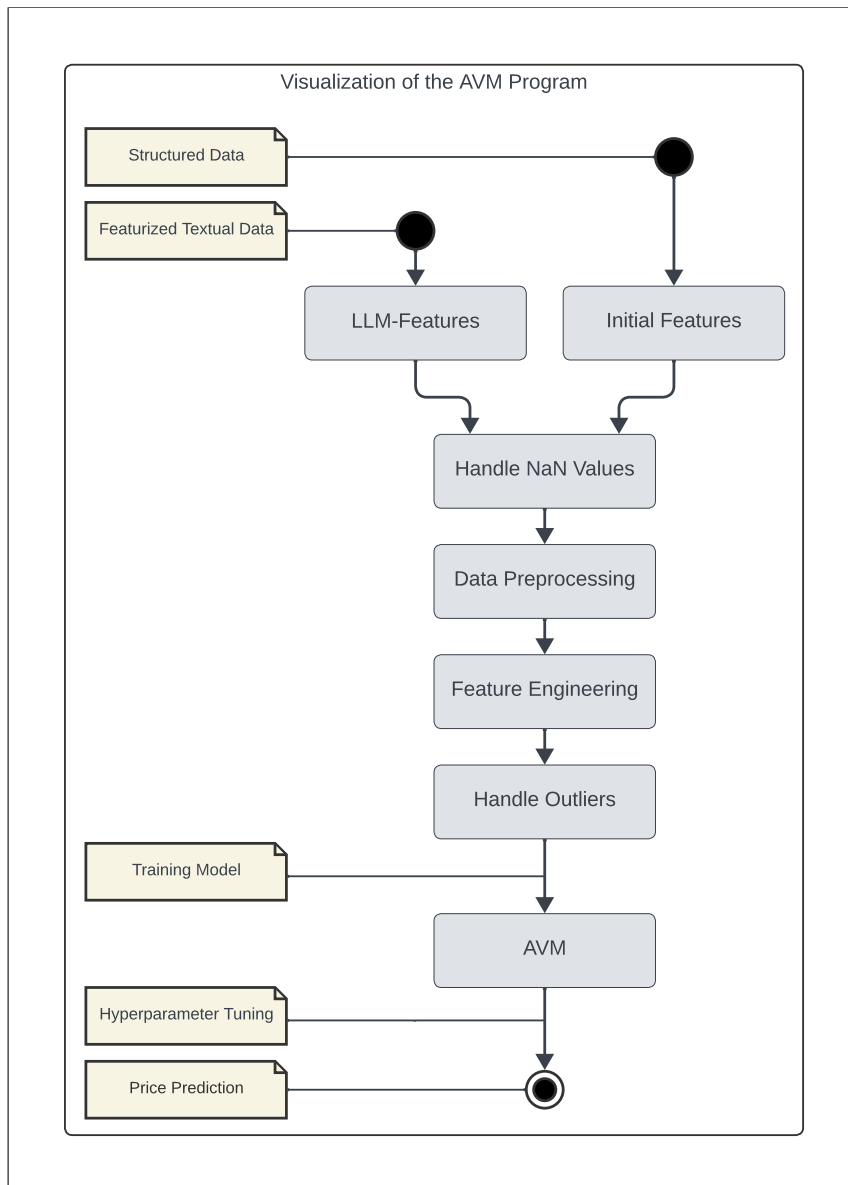 Visualization of the AVM Program
Structured Data
Featurized Textual Data
LLM-Features
Initial Features
Handle NaN Values
Data Preprocessing
Feature Engineering
Handle Outliers
Training Model
AVM
Hyperparameter Tuning
Price Prediction